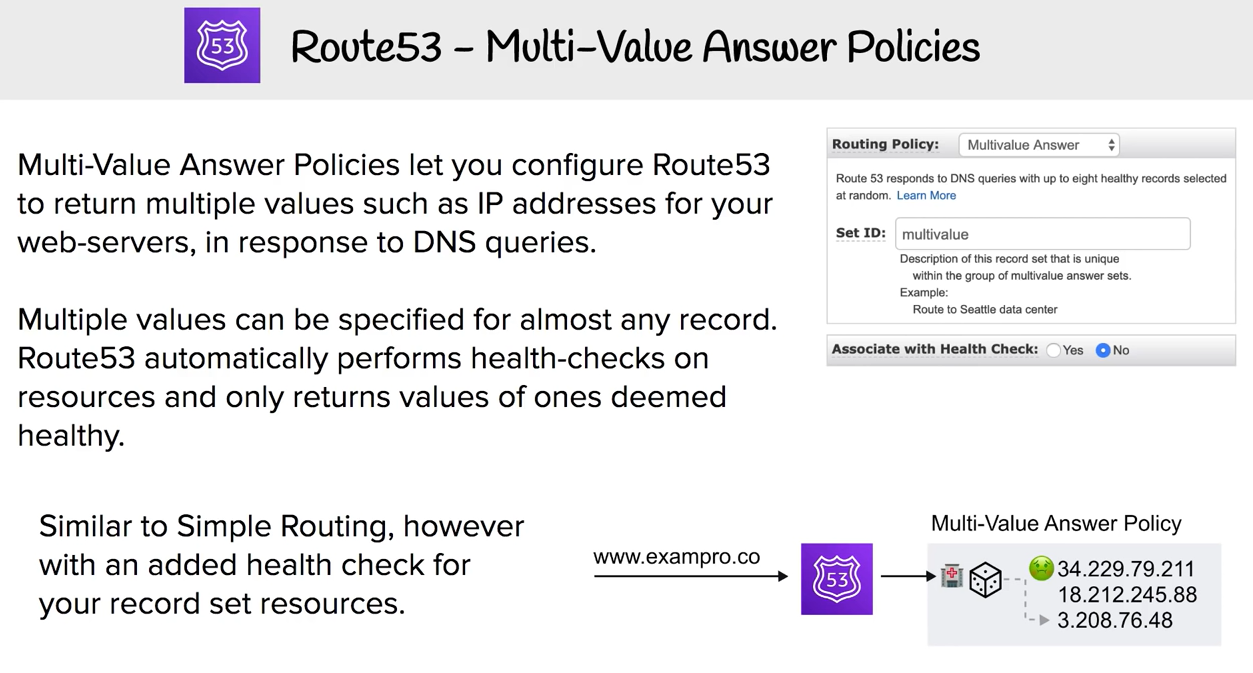 53
Route53 - Multi-Value Answer Policies
Multi-Value Answer Policies let you configure Route53
to return multiple values such as IP addresses for your
web-servers, in response to DNS queries.
Multiple values can be specified for almost any record.
Route53 automatically performs health-checks on
resources and only returns values of ones deemed
healthy.
Routing Policy: Multivalue Answer
Route 53 responds to DNS queries with up to eight healthy records selected
at random. Learn More
Set ID: multivalue
Description of this record set that is unique
within the group of multivalue answer sets.
Example:
Route to Seattle data center
Associate with Health Check: Yes No
Similar to Simple Routing, however
with an added health check for
your record set resources.
www.exampro.co
53
Multi-Value Answer Policy
34.229.79.211
18.212.245.88
3.208.76.48